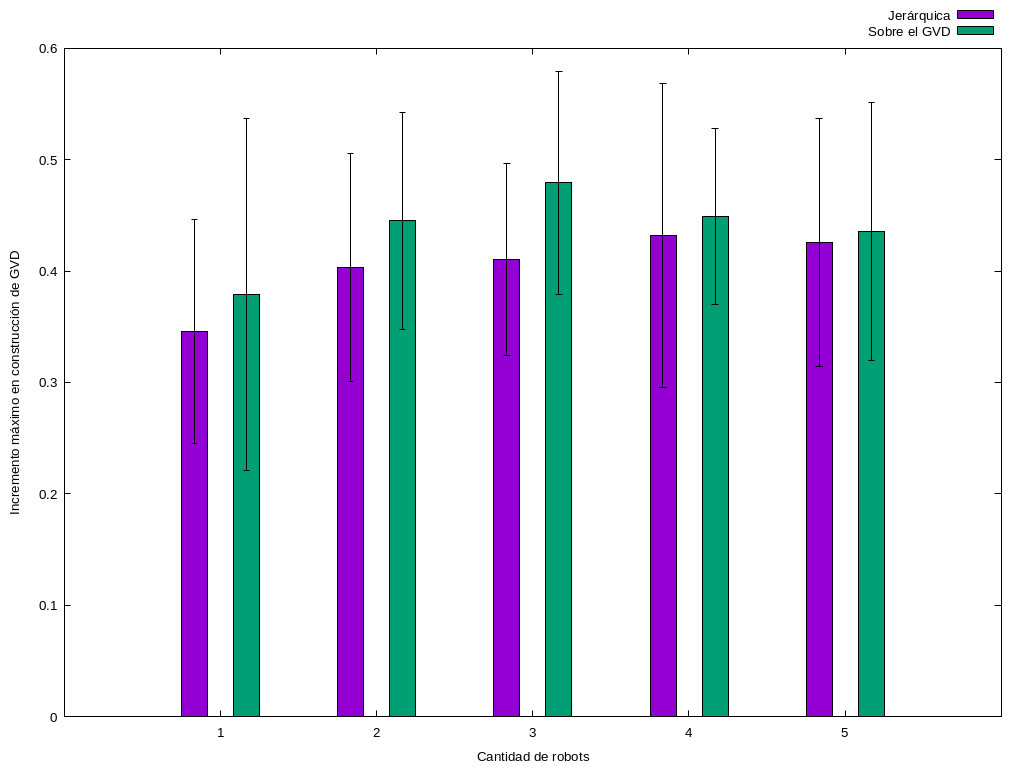 Jerárquica
Sobre el GVD
0.6
0.5
0.4
0.3
0.2
0.1
0
Incremento máximo en construcción de GVD
1 2 3 4 5
Cantidad de robots